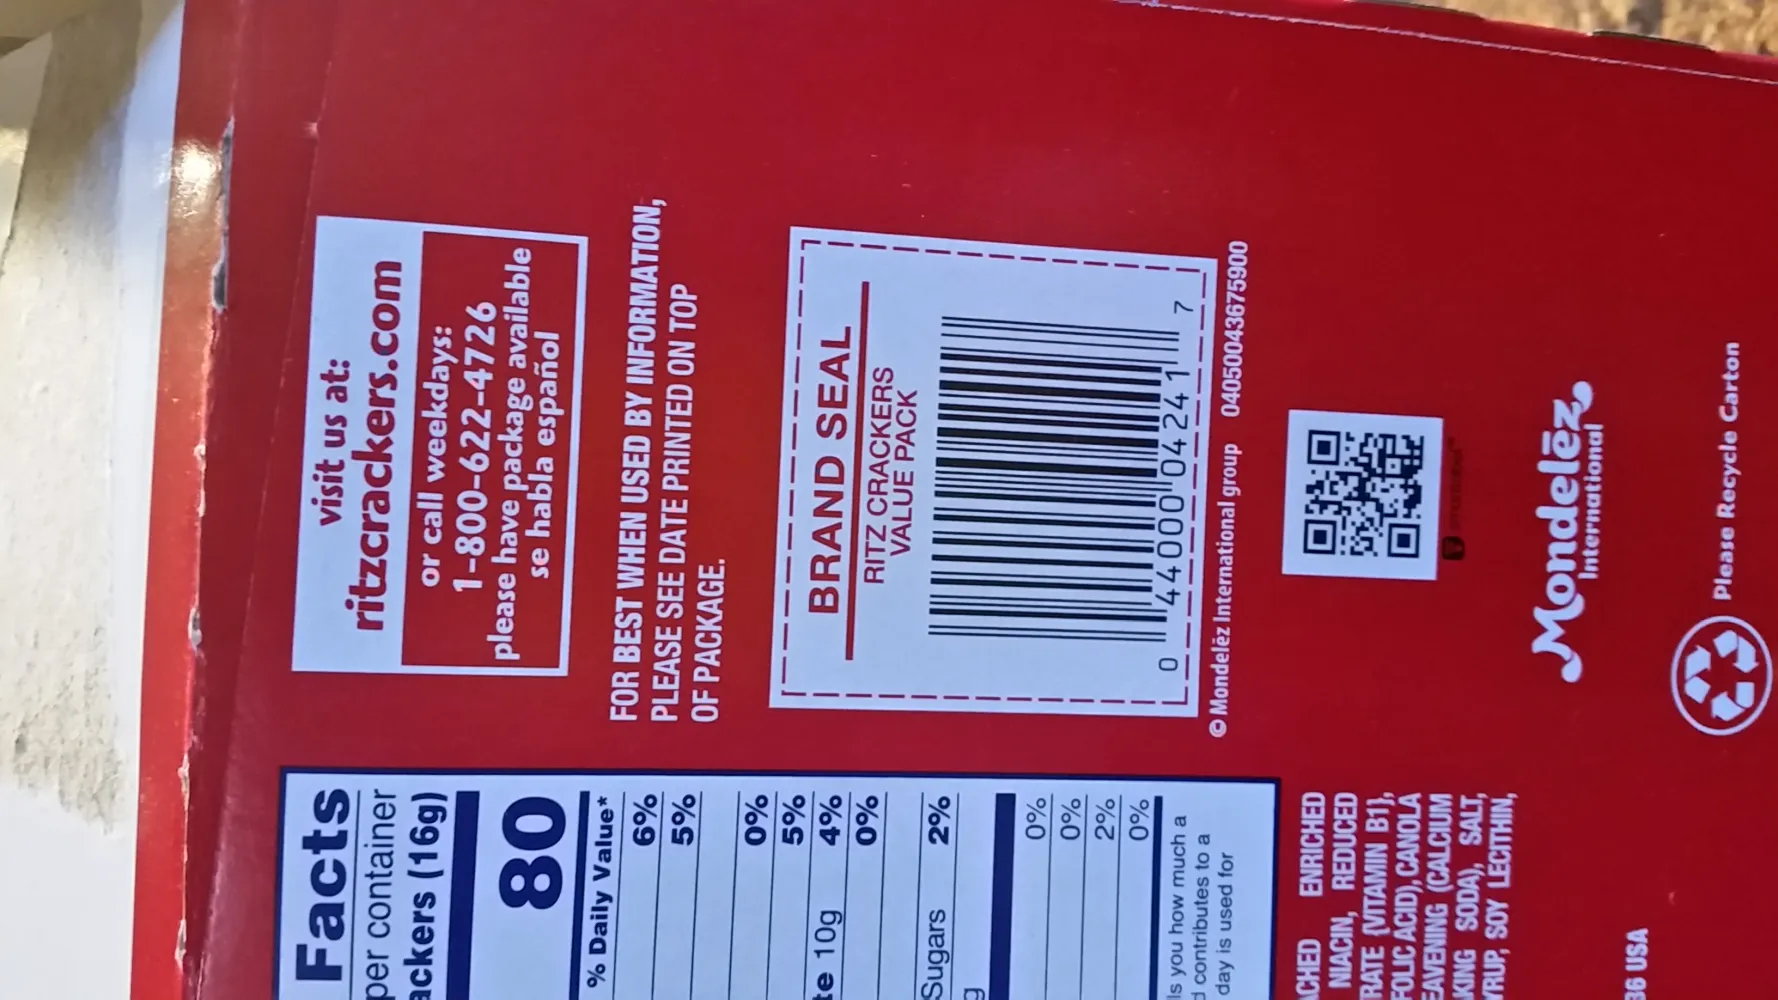 visit us at:
ritzcrackers.com
or call weekdays:
1-800-622-4726
please have package available
se habla español
FOR BEST WHEN USED BY INFORMATION,
PLEASE SEE DATE PRINTED ON TOP
OF PACKAGE.
BRAND SEAL
RITZ CRACKERS
VALUE PACK
0 44000 04241 7
© Mondelēz International group 04050043675900
Mondelēz
International
Please Recycle Carton
Facts
per container
ackers (16g)
80
% Daily Value*
6%
5%
0%
5%
te 10g 4%
0%
Sugars 2%
g
0%
0%
2%
0%
ls you how much a
d contributes to a
day is used for
ACHED ENRICHED
NIACIN, REDUCED
RATE {VITAMIN B1},
FOLIC ACID), CANOLA
EAVENING (CALCIUM
AKING SODA), SALT,
YRUP, SOY LECITHIN,
36 USA